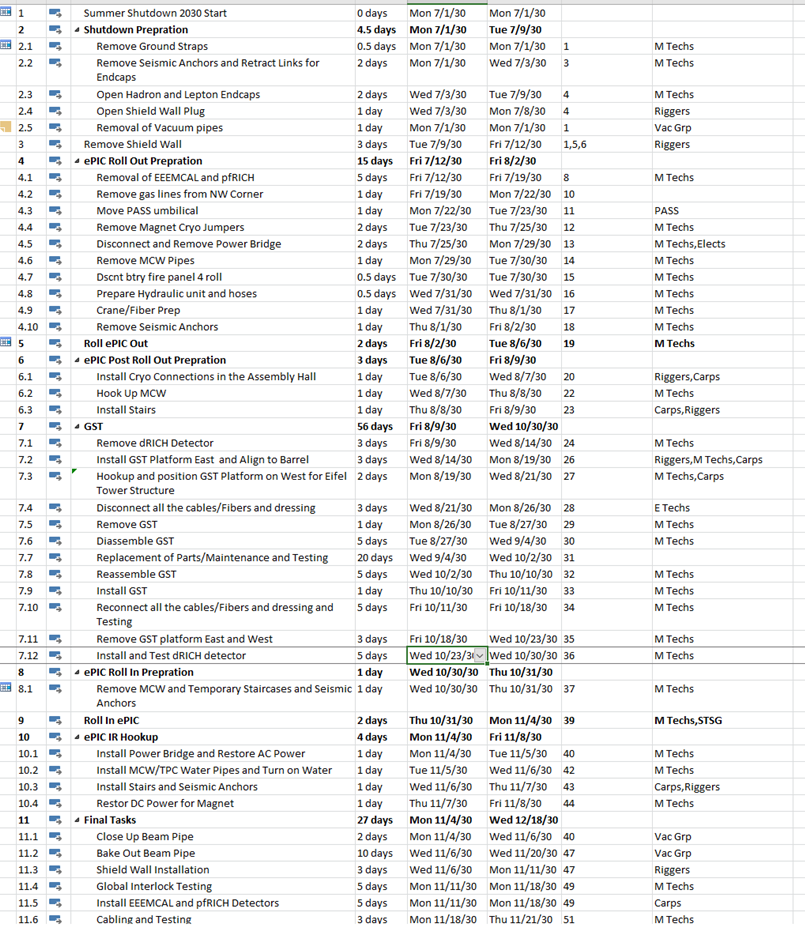 1 Summer Shutdown 2030 Start 0 days Mon 7/1/30 Mon 7/1/30
2 Shutdown Prepration 4.5 days Mon 7/1/30 Tue 7/9/30
2.1 Remove Ground Straps 0.5 days Mon 7/1/30 Mon 7/1/30 1 M Techs
2.2 Remove Seismic Anchors and Retract Links for 2 days Mon 7/1/30 Wed 7/3/30 3 M Techs
Endcaps
2.3 Open Hadron and Lepton Endcaps 2 days Wed 7/3/30 Tue 7/9/30 4 M Techs
2.4 Open Shield Wall Plug 1 day Wed 7/3/30 Mon 7/8/30 4 Riggers
2.5 Removal of Vacuum pipes 1 day Mon 7/1/30 Mon 7/1/30 1 Vac Grp
3 Remove Shield Wall 3 days Tue 7/9/30 Fri 7/12/30 1,5,6 Riggers
4 ePIC Roll Out Prepration 15 days Fri 7/12/30 Fri 8/2/30
4.1 Removal of EEEMCAL and pfRICH 5 days Fri 7/12/30 Fri 7/19/30 8 M Techs
4.2 Remove gas lines from NW Corner 1 day Fri 7/19/30 Mon 7/22/30 10
4.3 Move PASS umbilical 1 day Mon 7/22/30 Tue 7/23/30 11 PASS
4.4 Remove Magnet Cryo Jumpers 2 days Tue 7/23/30 Thu 7/25/30 12 M Techs
4.5 Disconnect and Remove Power Bridge 2 days Thu 7/25/30 Mon 7/29/30 13 M Techs,Elects
4.6 Remove MCW Pipes 1 day Mon 7/29/30 Tue 7/30/30 14 M Techs
4.7 Dscnt btry fire panel 4 roll 0.5 days Tue 7/30/30 Tue 7/30/30 15 M Techs
4.8 Prepare Hydraulic unit and hoses 0.5 days Wed 7/31/30 Wed 7/31/30 16 M Techs
4.9 Crane/Fiber Prep 1 day Wed 7/31/30 Thu 8/1/30 17 M Techs
4.10 Remove Seismic Anchors 1 day Thu 8/1/30 Fri 8/2/30 18 M Techs
5 Roll ePIC Out 2 days Fri 8/2/30 Tue 8/6/30 19 M Techs
6 ePIC Post Roll Out Prepration 3 days Tue 8/6/30 Fri 8/9/30
6.1 Install Cryo Connections in the Assembly Hall 1 day Tue 8/6/30 Wed 8/7/30 20 Riggers,Carps
6.2 Hook Up MCW 1 day Wed 8/7/30 Thu 8/8/30 22 M Techs
6.3 Install Stairs 1 day Thu 8/8/30 Fri 8/9/30 23 Carps,Riggers
7 GST 56 days Fri 8/9/30 Wed 10/30/30
7.1 Remove dRICH Detector 3 days Fri 8/9/30 Wed 8/14/30 24 M Techs
7.2 Install GST Platform East and Align to Barrel 3 days Wed 8/14/30 Mon 8/19/30 26 Riggers,M Techs,Carps
7.3 Hookup and position GST Platform on West for Eifel 2 days Mon 8/19/30 Wed 8/21/30 27 M Techs,Carps
Tower Structure
7.4 Disconnect all the cables/Fibers and dressing 3 days Wed 8/21/30 Mon 8/26/30 28 E Techs
7.5 Remove GST 1 day Mon 8/26/30 Tue 8/27/30 29 M Techs
7.6 Diassemble GST 5 days Tue 8/27/30 Wed 9/4/30 30 M Techs
7.7 Replacement of Parts/Maintenance and Testing 20 days Wed 9/4/30 Wed 10/2/30 31
7.8 Reassemble GST 5 days Wed 10/2/30 Thu 10/10/30 32 M Techs
7.9 Install GST 1 day Thu 10/10/30 Fri 10/11/30 33 M Techs
7.10 Reconnect all the cables/Fibers and dressing and 5 days Fri 10/11/30 Fri 10/18/30 34 M Techs
Testing
7.11 Remove GST platform East and West 3 days Fri 10/18/30 Wed 10/23/30 35 M Techs
7.12 Install and Test dRICH detector 5 days Wed 10/23/30 Wed 10/30/30 36 M Techs
8 ePIC Roll In Prepration 1 day Wed 10/30/30 Thu 10/31/30
8.1 Remove MCW and Temporary Staircases and Seismic 1 day Wed 10/30/30 Thu 10/31/30 37 M Techs
Anchors
9 Roll In ePIC 2 days Thu 10/31/30 Mon 11/4/30 39 M Techs,STSG
10 ePIC IR Hookup 4 days Mon 11/4/30 Fri 11/8/30
10.1 Install Power Bridge and Restore AC Power 1 day Mon 11/4/30 Tue 11/5/30 40 M Techs
10.2 Install MCW/TPC Water Pipes and Turn on Water 1 day Tue 11/5/30 Wed 11/6/30 42 M Techs
10.3 Install Stairs and Seismic Anchors 1 day Wed 11/6/30 Thu 11/7/30 43 Carps,Riggers
10.4 Restor DC Power for Magnet 1 day Thu 11/7/30 Fri 11/8/30 44 M Techs
11 Final Tasks 27 days Mon 11/4/30 Wed 12/18/30
11.1 Close Up Beam Pipe 2 days Mon 11/4/30 Wed 11/6/30 40 Vac Grp
11.2 Bake Out Beam Pipe 10 days Wed 11/6/30 Wed 11/20/30 47 Vac Grp
11.3 Shield Wall Installation 3 days Wed 11/6/30 Mon 11/11/30 47 Riggers
11.4 Global Interlock Testing 5 days Mon 11/11/30 Mon 11/18/30 49 M Techs
11.5 Install EEEMCAL and pfRICH Detectors 5 days Mon 11/11/30 Mon 11/18/30 49 Carps
11.6 Cabling and Testing 3 days Mon 11/18/30 Thu 11/21/30 51 M Techs